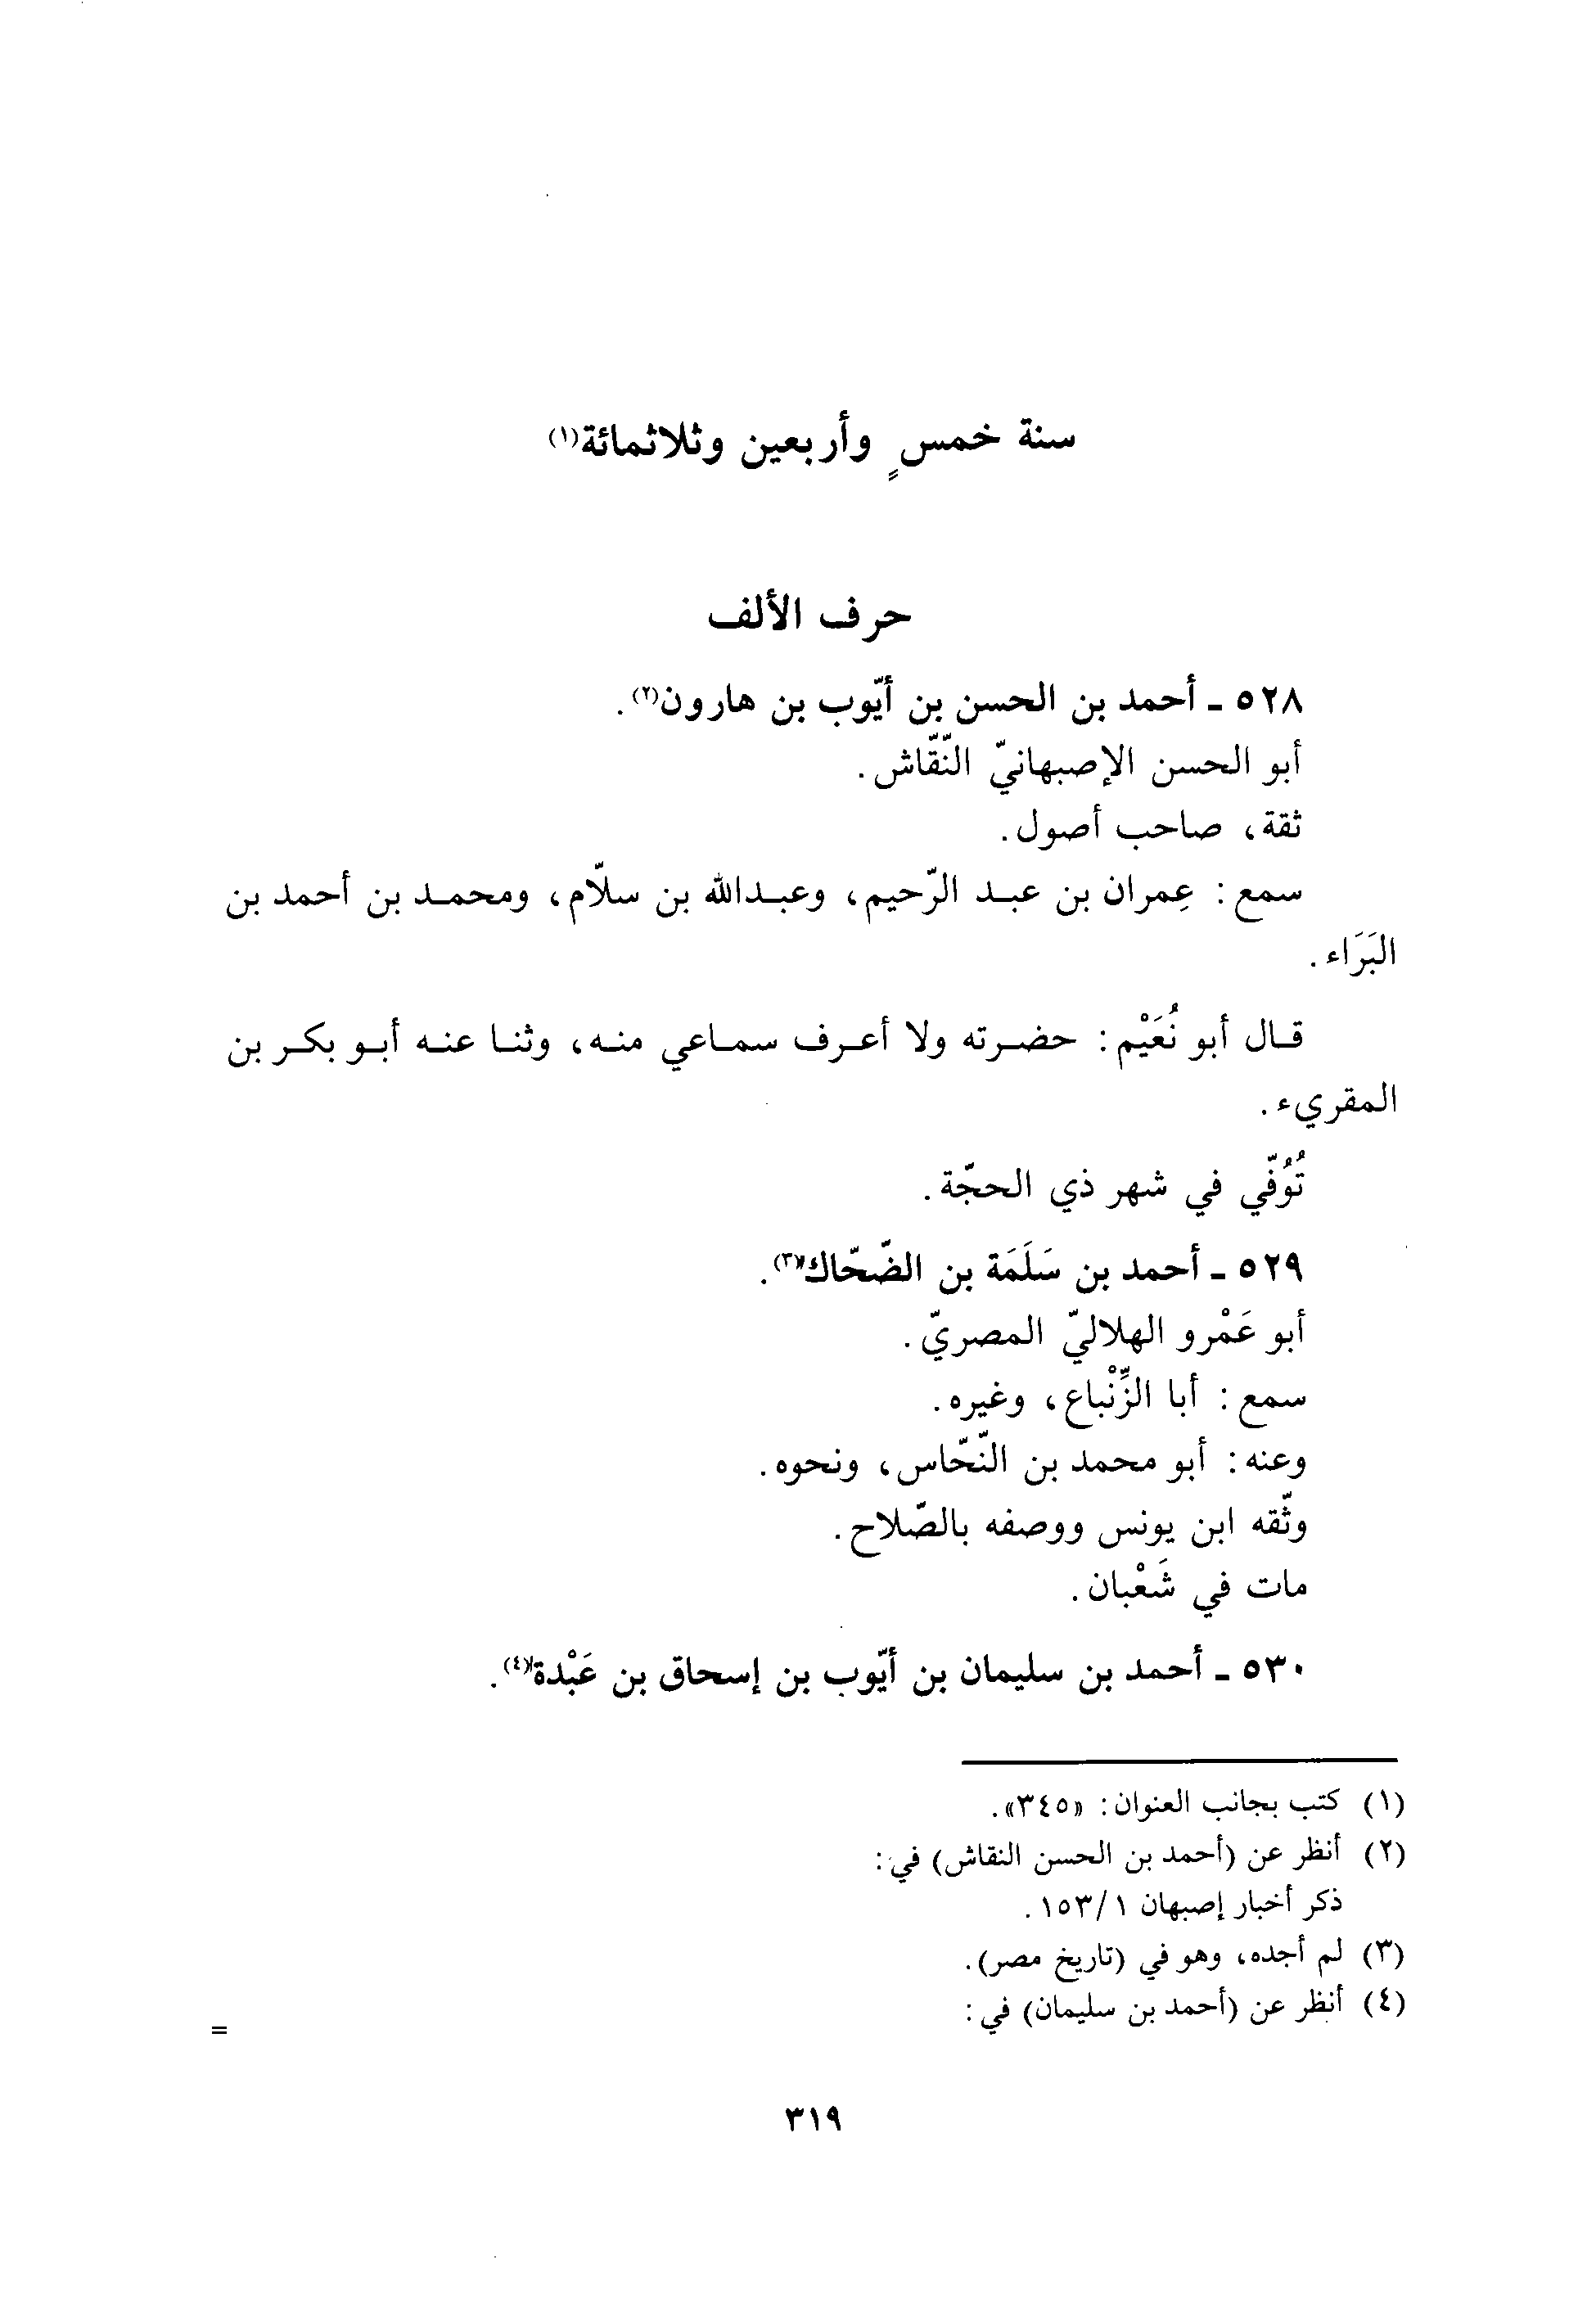 سنة خمسٍ وأربعين وثلاثمائة(١)
حرف الألف
٥٢٨ ـ أحمد بن الحسن بن أيّوب بن هارون(٢).
أبو الحسن الإصبهانيّ النّقّاش.
ثقة، صاحب أصول.
سمع: عِمران بن عبد الرّحيم، وعبدالله بن سلّام، ومحمد بن أحمد بن
البَرَاء.
قال أبو نُعَيْم: حضرته ولا أعرف سماعي منه، وثنا عنه أبو بكر بن
المقريء.
تُوُفّي في شهر ذي الحجّة.
٥٢٩ ـ أحمد بن سَلَمَة بن الضّحّاك(٣).
أبو عَمْرو الهلاليّ المصريّ.
سمع: أبا الزِّنْباع، وغيره.
وعنه: أبو محمد بن النّحّاس، ونحوه.
وثّقه ابن يونس ووصفه بالصّلاح.
مات في شَعْبان.
٥٣٠ ـ أحمد بن سليمان بن أيّوب بن إسحاق بن عَبْدة(٤).
(١) كتب بجانب العنوان: «٣٤٥».
(٢) أنظر عن (أحمد بن الحسن النقاش) في:
ذكر أخبار إصبهان ١/١٥٣.
(٣) لم أجده، وهو في (تاريخ مصر).
(٤) أنظر عن (أحمد بن سليمان) في:
=
٣١٩